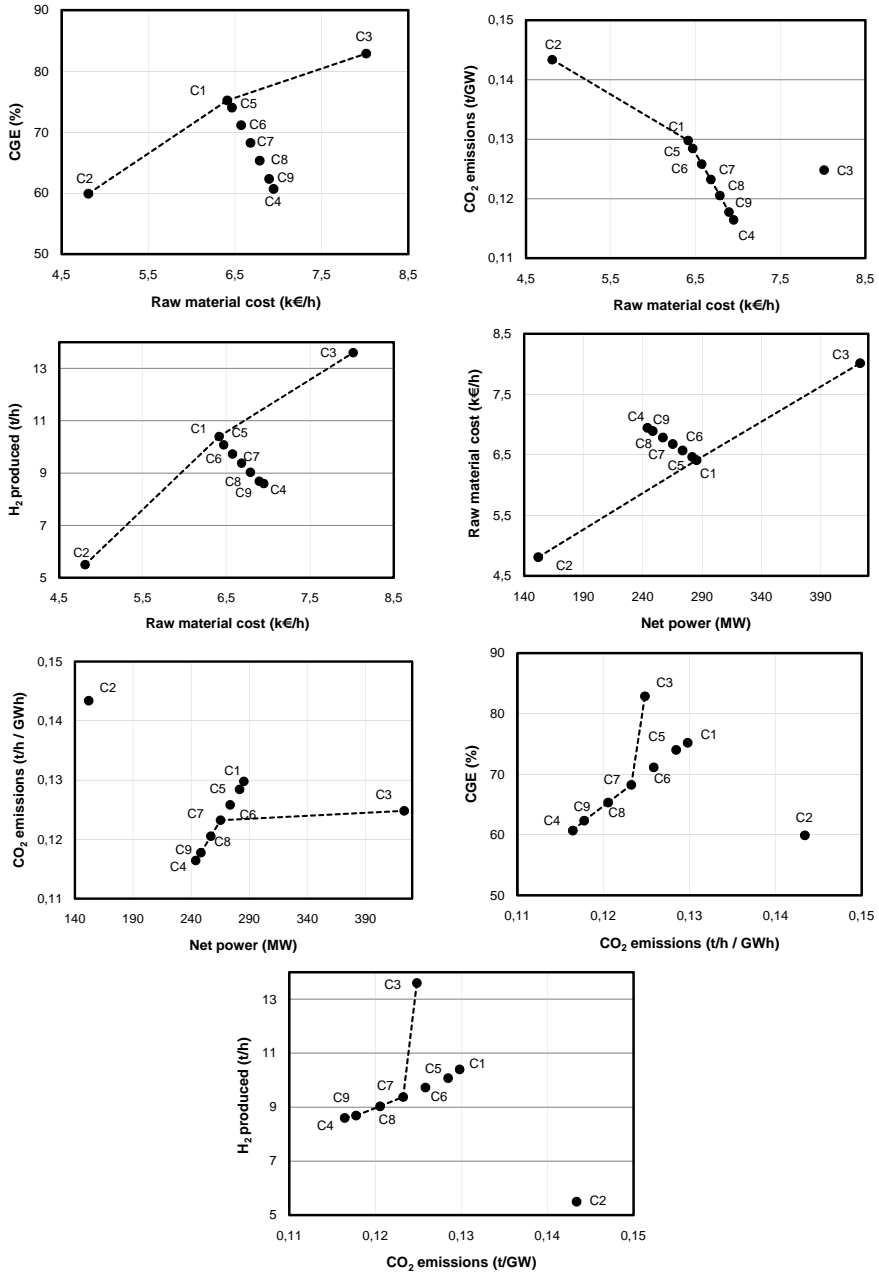 90
80
70
60
50
CGE (%)
C3
C1
C5
C6
C7
C8
C9
C4
C2
4,5 5,5 6,5 7,5 8,5
Raw material cost (k€/h)
0,15
0,14
0,13
0,12
0,11
CO₂ emissions (t/GW)
C2
C1
C5
C6
C7
C8
C9
C4
C3
4,5 5,5 6,5 7,5 8,5
Raw material cost (k€/h)
13
11
9
7
5
H₂ produced (t/h)
C3
C1
C5
C6
C7
C8
C9
C4
C2
4,5 5,5 6,5 7,5 8,5
Raw material cost (k€/h)
8,5
7,5
6,5
5,5
4,5
Raw material cost (k€/h)
C3
C4
C9
C8
C6
C7
C5
C1
C2
140 190 240 290 340 390
Net power (MW)
0,15
0,14
0,13
0,12
0,11
CO₂ emissions (t/h / GWh)
C2
C1
C5
C7
C6
C3
C8
C9
C4
140 190 240 290 340 390
Net power (MW)
90
80
70
60
50
CGE (%)
C3
C5
C1
C6
C7
C9
C8
C4
C2
0,11 0,12 0,13 0,14 0,15
CO₂ emissions (t/h / GWh)
13
11
9
7
5
H₂ produced (t/h)
C3
C5
C1
C7
C6
C9
C8
C4
C2
0,11 0,12 0,13 0,14 0,15
CO₂ emissions (t/GW)